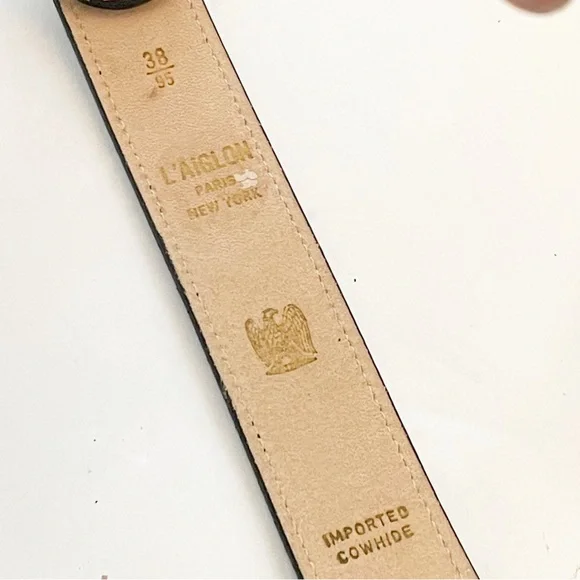 38
95
L'AiGLON
PARIS
NEW YORK
IMPORTED
COWHIDE